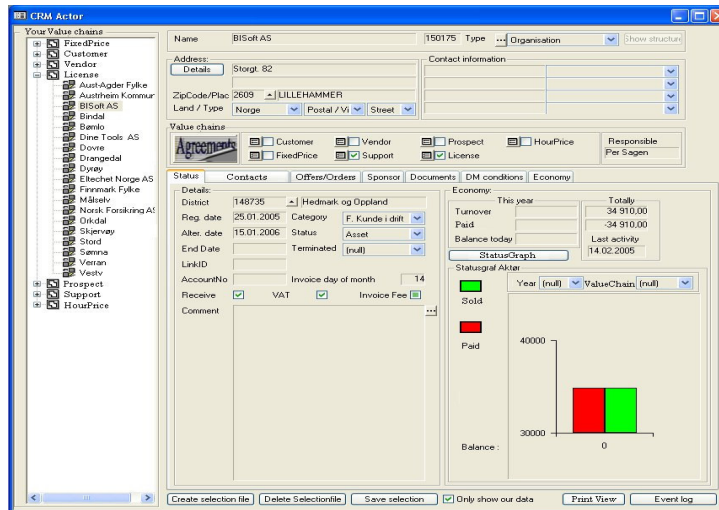 CRM Actor
Your Value chains
FixedPrice
Customer
Vendor
License
Aust-Agder Fylke
Austrheim Kommur
BISoft AS
Bindal
Bømlo
Dine Tools AS
Dovre
Drangedal
Dyrøy
Eltechet Norge AS
Finnmark Fylke
Målselv
Norsk Forsikring A
Orkdal
Skjervøy
Stord
Sømna
Verran
Vestv
Prospect
Support
HourPrice
Name BISoft AS 150175 Type ... Organisation Show structure
Address: Contact information
Details Storgt. 82
ZipCode/Plac 2609 LILLEHAMMER
Land / Type Norge Postal / Vi Street
Value chains
Agreements Customer Vendor Prospect HourPrice Responsible
FixedPrice Support License Per Sagen
Status Contacts Offers/Orders Sponsor Documents DM conditions Economy
Details:
District 148735 Hedmark og Oppland
Reg. date 25.01.2005 Category F. Kunde i drift
Alter. date 15.01.2006 Status Asset
End Date Terminated (null)
LinkID
AccountNo Invoice day of month 14
Receive VAT Invoice Fee
Comment ...
Economy:
This year Totally
Turnover 34 910,00
Paid -34 910,00
Balance today Last activity
StatusGraph 14.02.2005
Statusgraf Aktør
Year (null) ValueChain (null)
Sold
Paid
40000
30000
0
Balance :
Create selection file Delete Selectionfile Save selection Only show our data Print View Event log